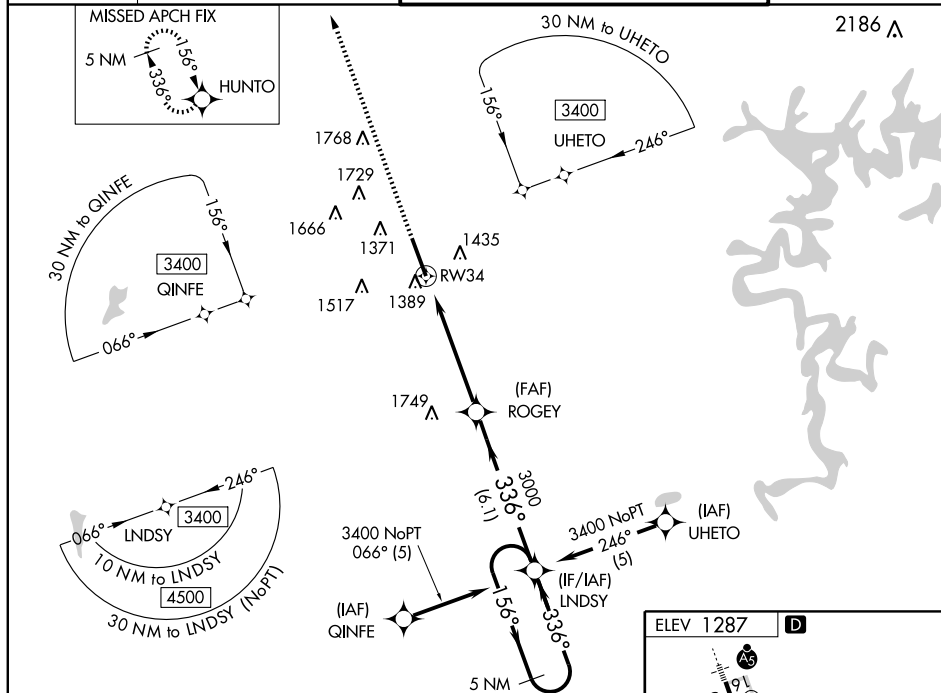 MISSED APCH FIX
5 NM
156°
336°
HUNTO
30 NM to UHETO
3400
UHETO
156°
246°
2186
1768
1729
1666
1371
1435
RW34
1517
1389
30 NM to QINFE
156°
3400
QINFE
066°
1749
(FAF)
ROGEY
3000
336°
(6.1)
246°
066°
LNDSY
3400
10 NM to LNDSY
4500
30 NM to LNDSY (NoPT)
3400 NoPT
066° (5)
3400 NoPT
246°
(5)
(IAF)
UHETO
(IF/IAF)
LNDSY
(IAF)
QINFE
156°
336°
5 NM
ELEV 1287
D
A5
16